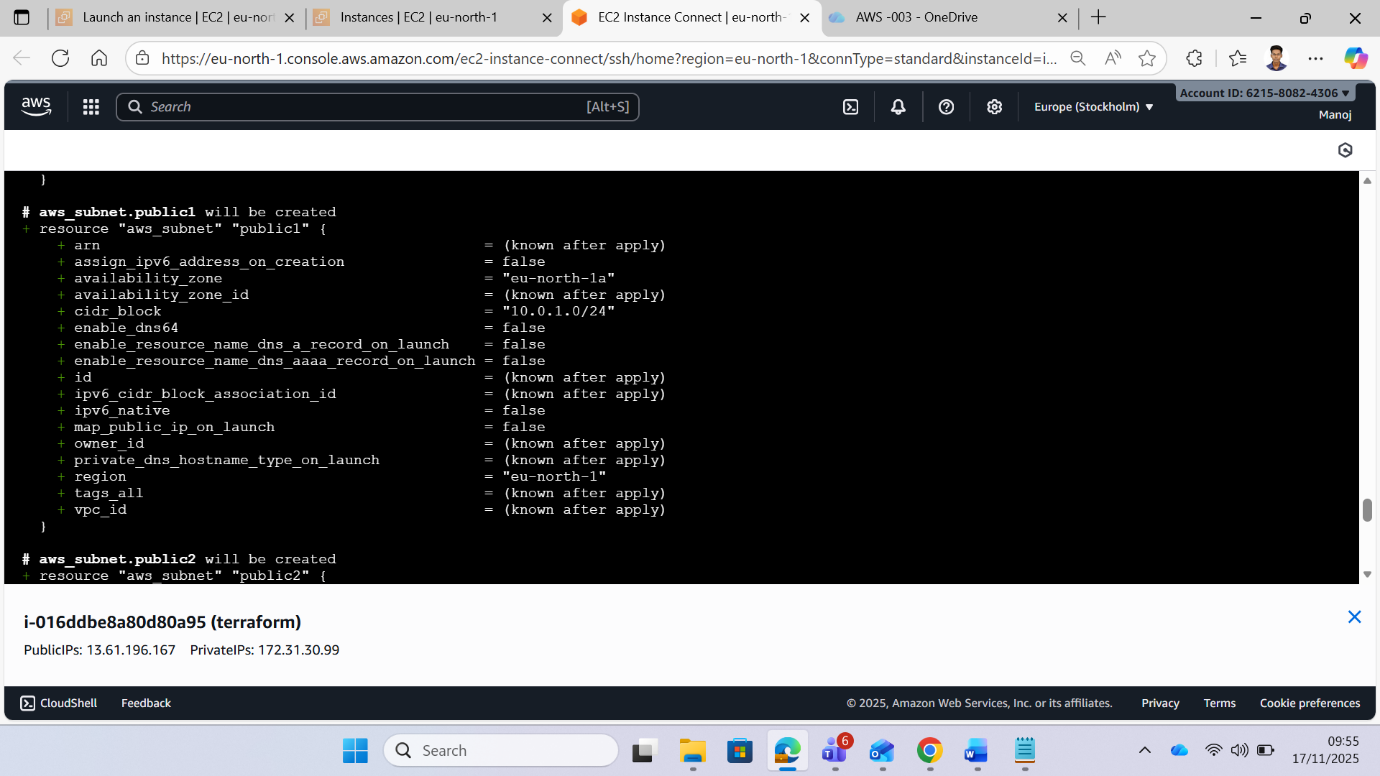 Launch an instance | EC2 | eu-nort
Instances | EC2 | eu-north-1
EC2 Instance Connect | eu-north-
AWS -003 - OneDrive
https://eu-north-1.console.aws.amazon.com/ec2-instance-connect/ssh/home?region=eu-north-1&connType=standard&instanceId=i...
aws
Search
[Alt+S]
Europe (Stockholm) ▼
Account ID: 6215-8082-4306 ▼
Manoj
}
# aws_subnet.public1 will be created
+ resource "aws_subnet" "public1" {
+ arn = (known after apply)
+ assign_ipv6_address_on_creation = false
+ availability_zone = "eu-north-1a"
+ availability_zone_id = (known after apply)
+ cidr_block = "10.0.1.0/24"
+ enable_dns64 = false
+ enable_resource_name_dns_a_record_on_launch = false
+ enable_resource_name_dns_aaaa_record_on_launch = false
+ id = (known after apply)
+ ipv6_cidr_block_association_id = (known after apply)
+ ipv6_native = false
+ map_public_ip_on_launch = false
+ owner_id = (known after apply)
+ private_dns_hostname_type_on_launch = (known after apply)
+ region = "eu-north-1"
+ tags_all = (known after apply)
+ vpc_id = (known after apply)
}
# aws_subnet.public2 will be created
+ resource "aws_subnet" "public2" {
i-016ddbe8a80d80a95 (terraform)
PublicIPs: 13.61.196.167 PrivateIPs: 172.31.30.99
CloudShell
Feedback
© 2025, Amazon Web Services, Inc. or its affiliates.
Privacy
Terms
Cookie preferences
Search
6
09:55
17/11/2025